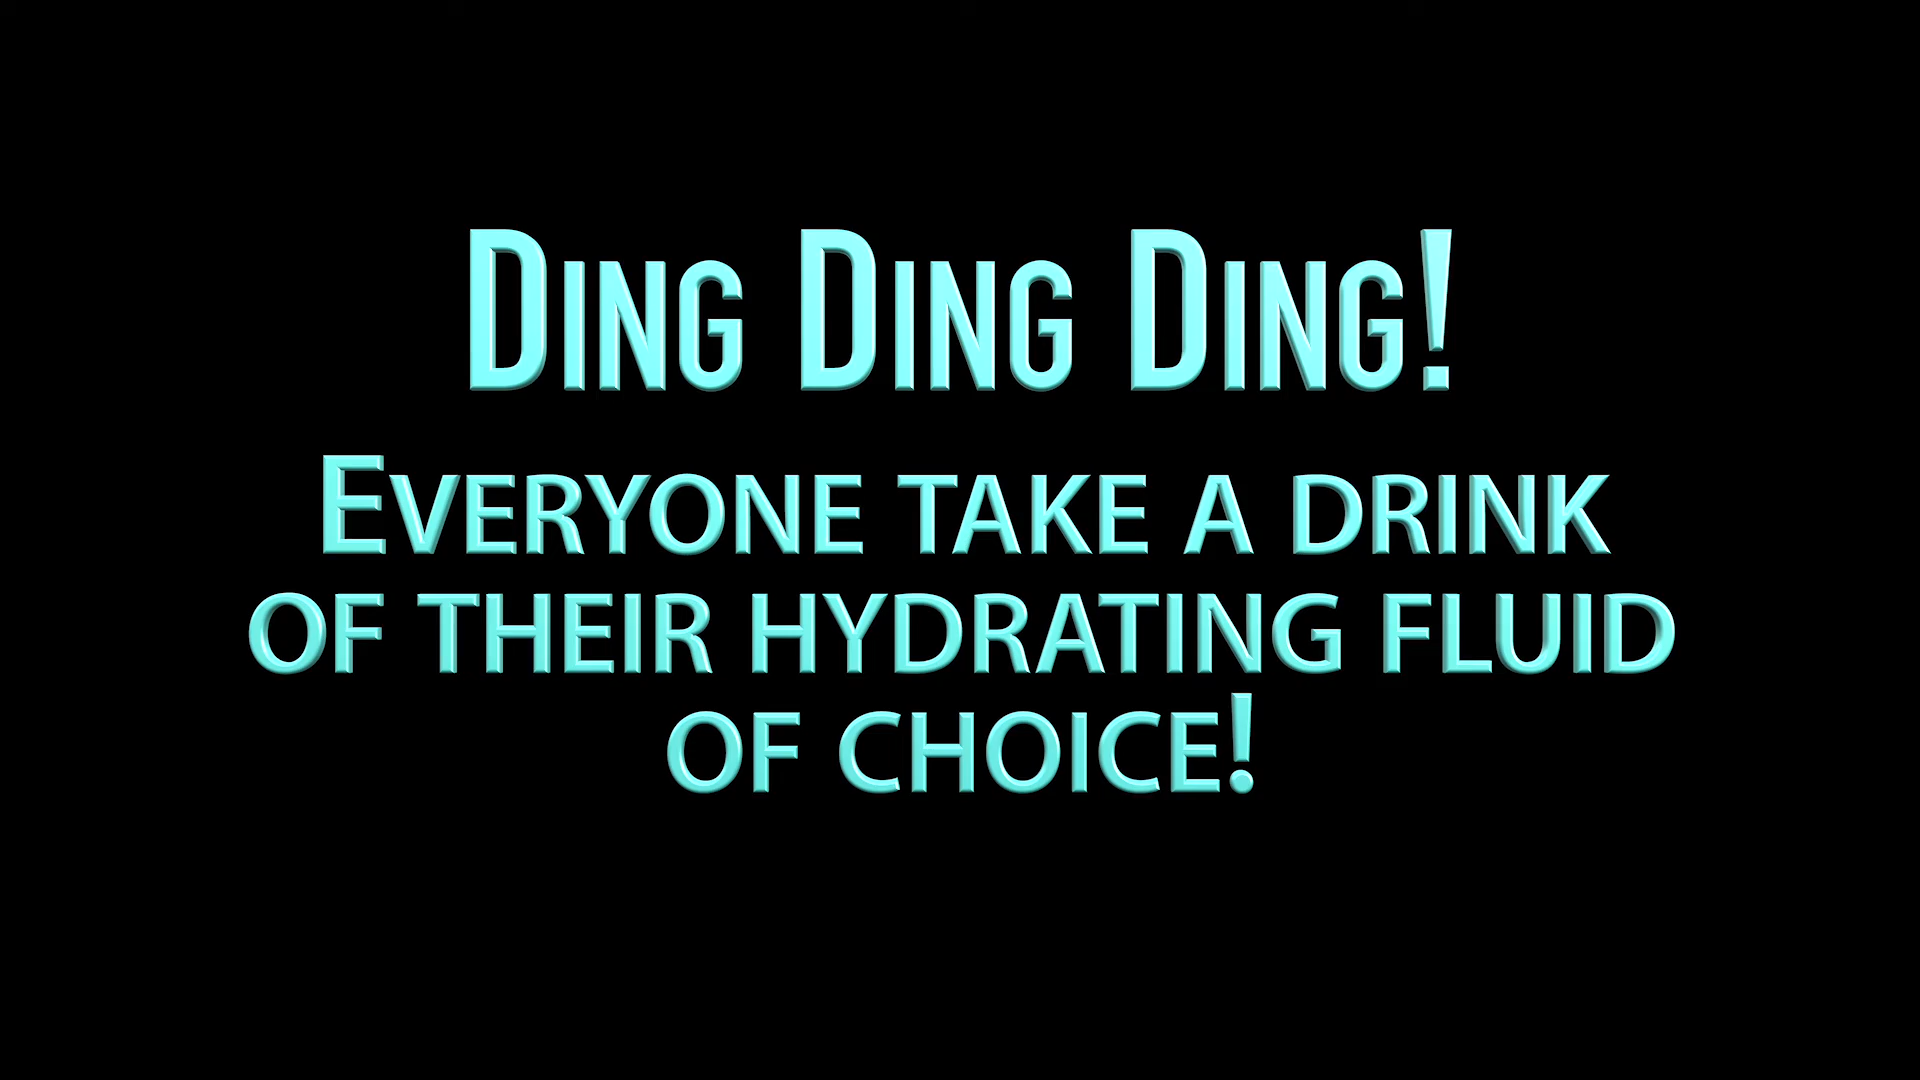 Ding Ding Ding!
Everyone take a drink
of their hydrating fluid
of choice!